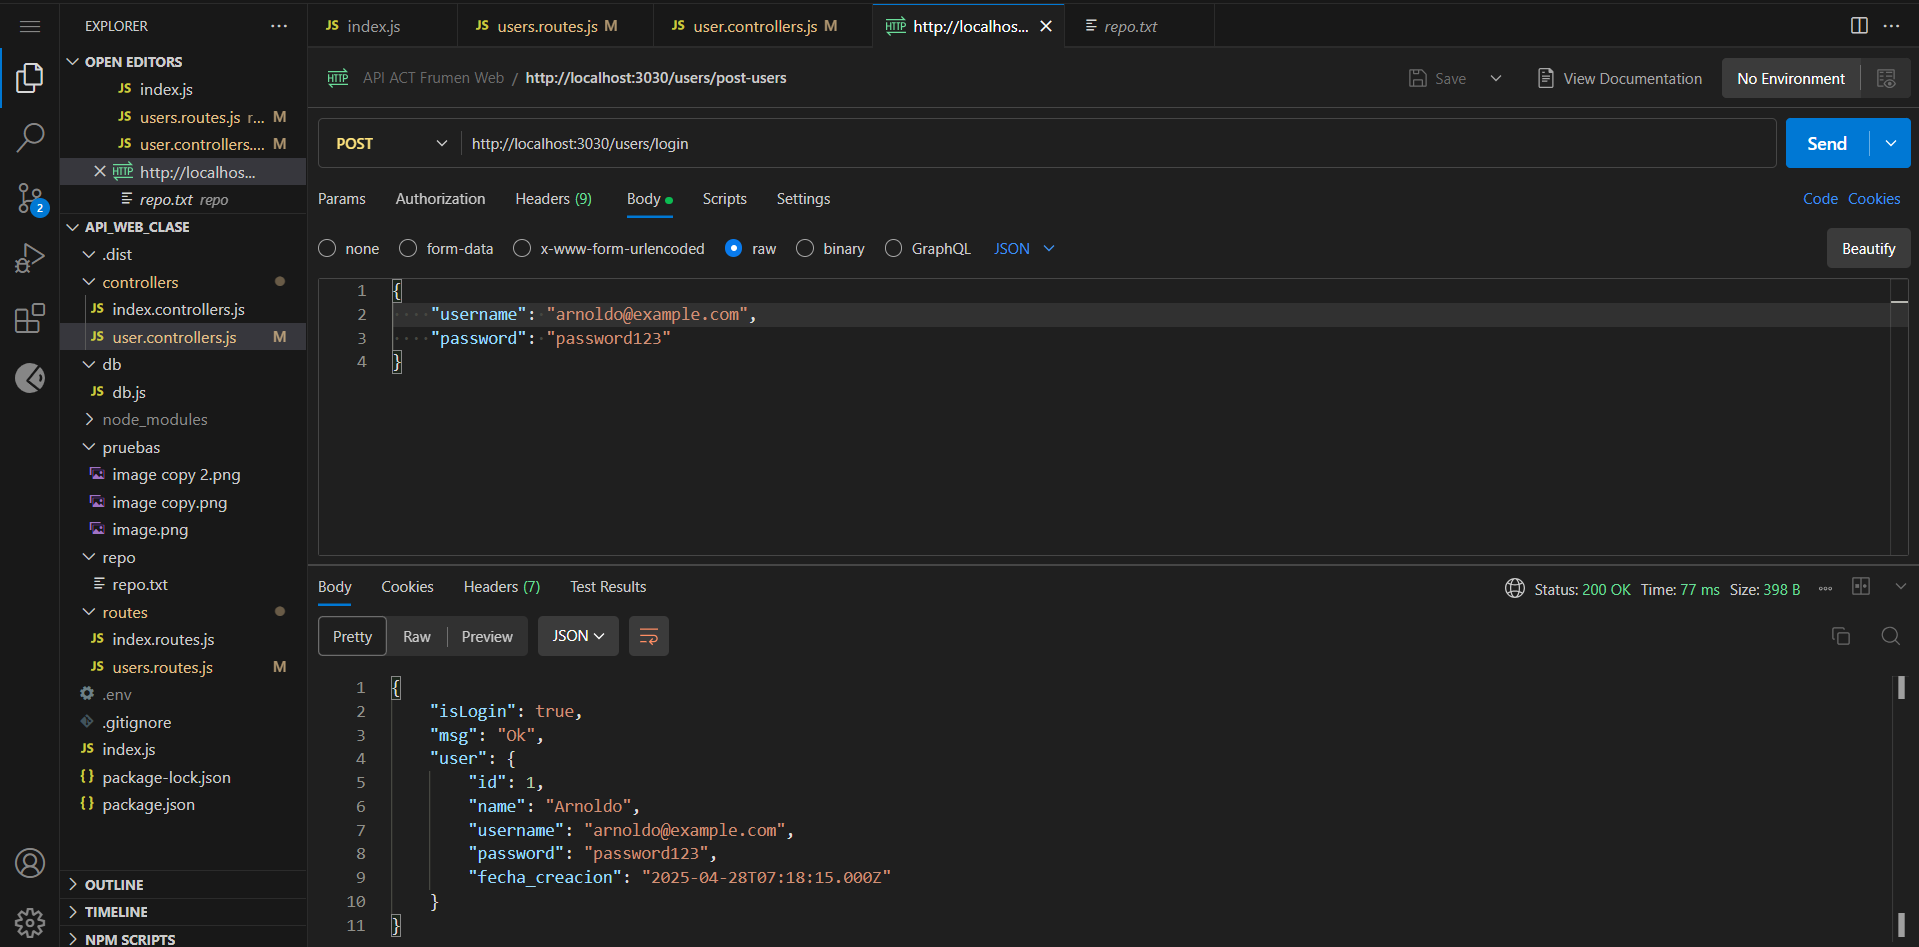 EXPLORER
OPEN EDITORS
JS index.js
JS users.routes.js r... M
JS user.controllers.... M
HTTP http://localhos...
repo.txt repo
API_WEB_CLASE
.dist
controllers
JS index.controllers.js
JS user.controllers.js M
db
JS db.js
node_modules
pruebas
image copy 2.png
image copy.png
image.png
repo
repo.txt
routes
JS index.routes.js
JS users.routes.js M
.env
.gitignore
JS index.js
{} package-lock.json
{} package.json
OUTLINE
TIMELINE
NPM SCRIPTS
2
JS index.js
JS users.routes.js M
JS user.controllers.js M
HTTP http://localhos...
repo.txt
HTTP API ACT Frumen Web / http://localhost:3030/users/post-users
Save
View Documentation
No Environment
POST http://localhost:3030/users/login
Send
Params Authorization Headers (9) Body Scripts Settings
Code Cookies
none form-data x-www-form-urlencoded raw binary GraphQL JSON
Beautify
1 {
2 "username": "arnoldo@example.com",
3 "password": "password123"
4 }
Body Cookies Headers (7) Test Results
Status: 200 OK Time: 77 ms Size: 398 B
Pretty Raw Preview JSON
1 {
2 "isLogin": true,
3 "msg": "Ok",
4 "user": {
5 "id": 1,
6 "name": "Arnoldo",
7 "username": "arnoldo@example.com",
8 "password": "password123",
9 "fecha_creacion": "2025-04-28T07:18:15.000Z"
10 }
11 }